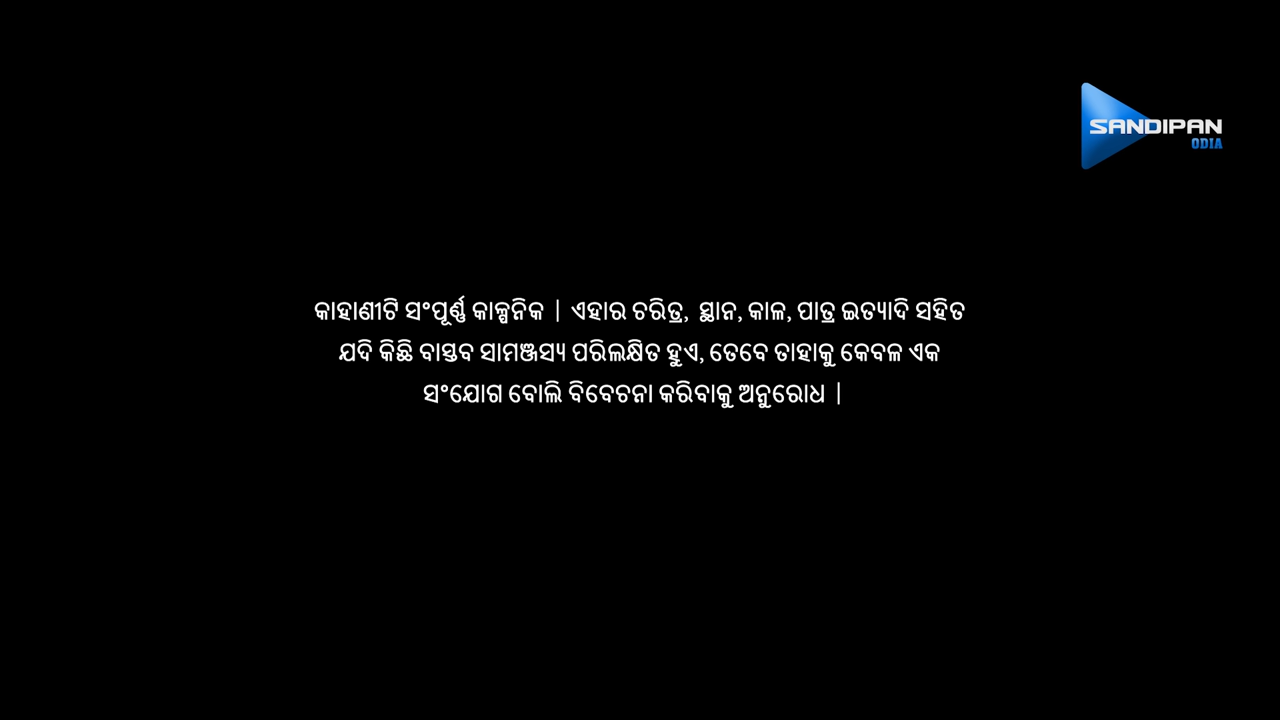 SANDIPAN
ODIA
କାହାଣୀଟି ସଂପୂର୍ଣ୍ଣ କାଳ୍ପନିକ | ଏହାର ଚରିତ୍ର, ସ୍ଥାନ, କାଳ, ପାତ୍ର ଇତ୍ୟାଦି ସହିତ
ଯଦି କିଛି ବାସ୍ତବ ସାମଞ୍ଜସ୍ୟ ପରିଲକ୍ଷିତ ହୁଏ, ତେବେ ତାହାକୁ କେବଳ ଏକ
ସଂଯୋଗ ବୋଲି ବିବେଚନା କରିବାକୁ ଅନୁରୋଧ |